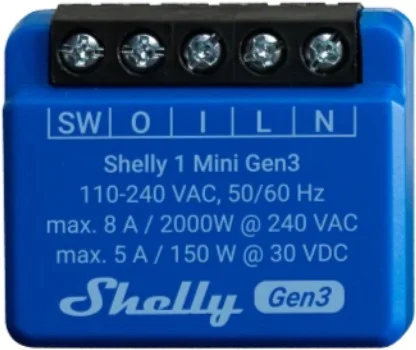 SW O I L N
Shelly 1 Mini Gen3
110-240 VAC, 50/60 Hz
max. 8 A / 2000W @ 240 VAC
max. 5 A / 150 W @ 30 VDC
Shelly Gen3